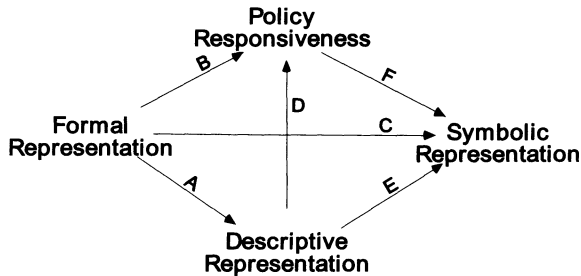 Policy
Responsiveness
B
F
D
Formal
Representation
C
Symbolic
Representation
A
E
Descriptive
Representation